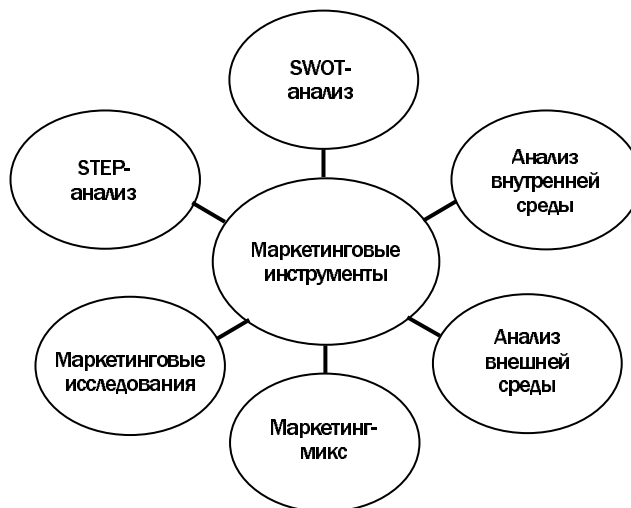 SWOT-
анализ
STEP-
анализ
Анализ
внутренней
среды
Маркетинговые
инструменты
Маркетинговые
исследования
Анализ
внешней
среды
Маркетинг-
микс